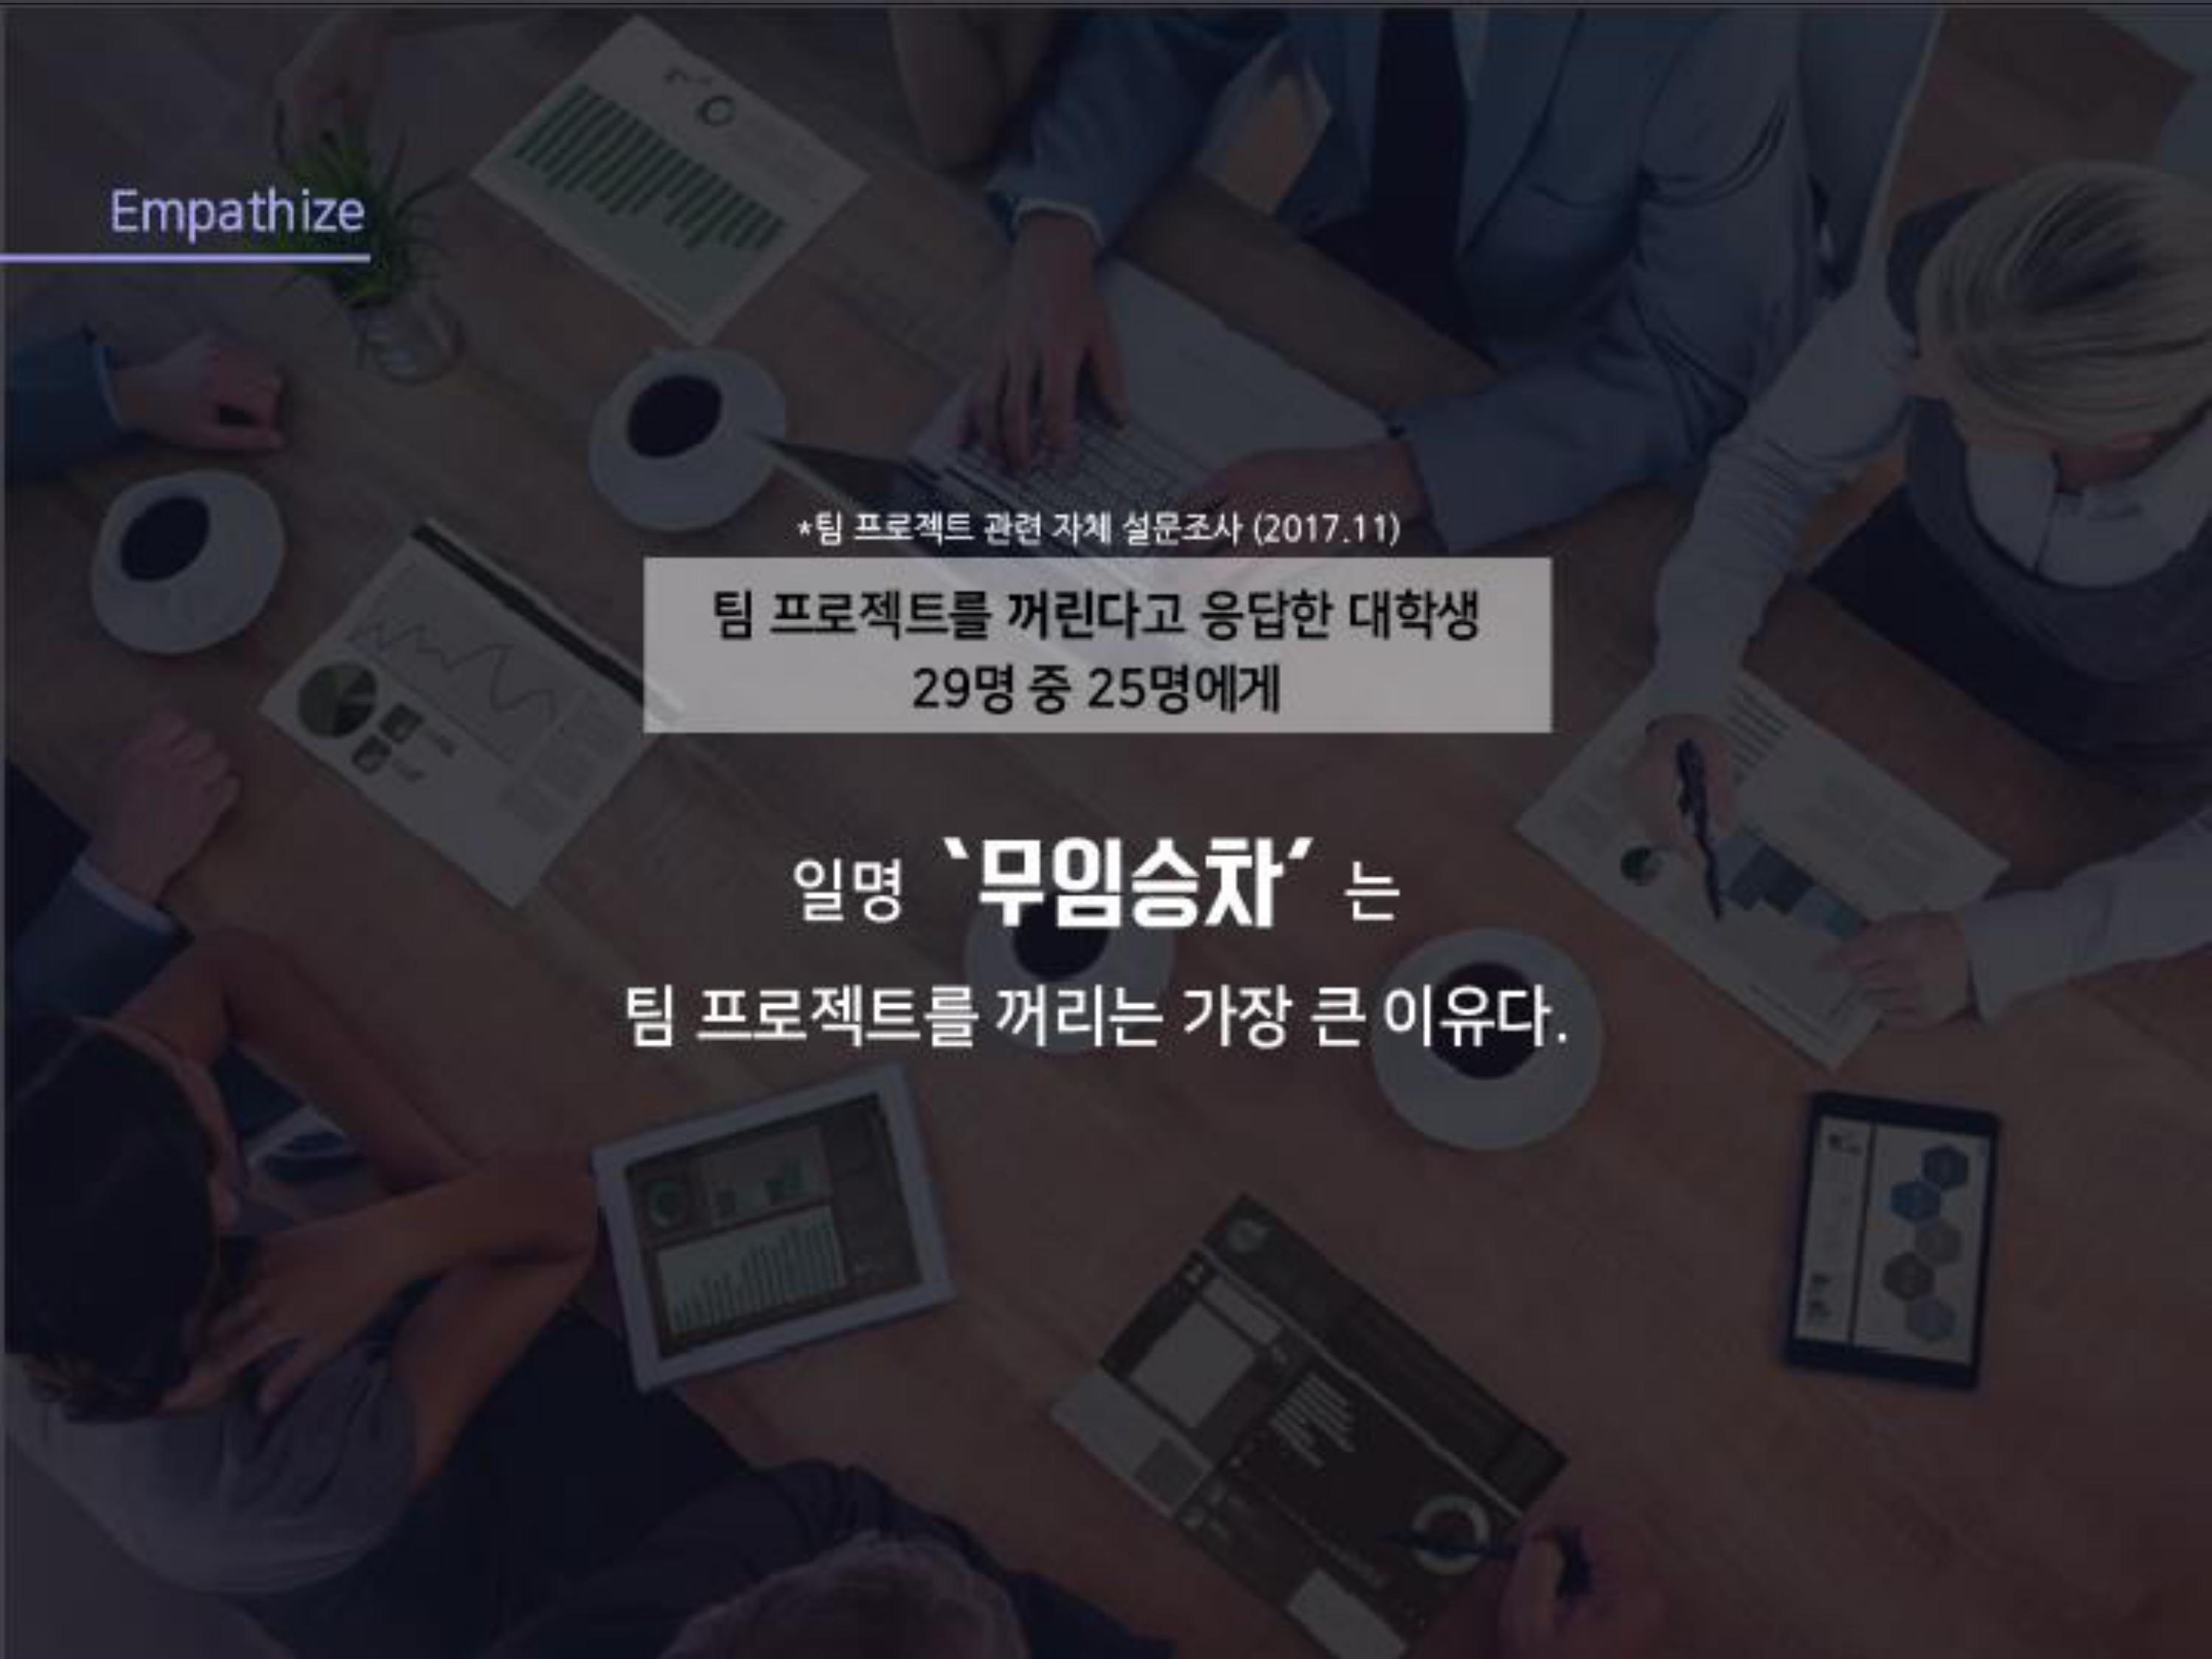 Empathize
*팀 프로젝트 관련 자체 설문조사 (2017.11)
팀 프로젝트를 꺼린다고 응답한 대학생
29명 중 25명에게
일명 `무임승차' 는
팀 프로젝트를 꺼리는 가장 큰 이유다.